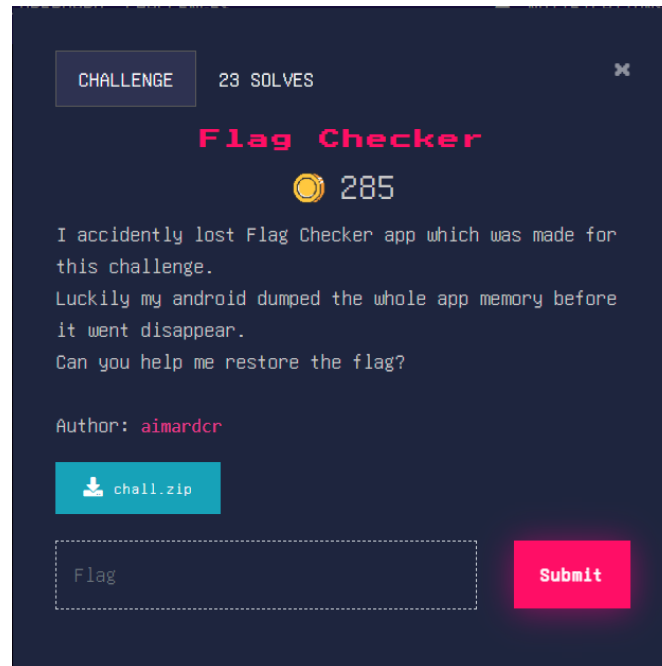 CHALLENGE 23 SOLVES ×
Flag Checker
285
I accidently lost Flag Checker app which was made for
this challenge.
Luckily my android dumped the whole app memory before
it went disappear.
Can you help me restore the flag?
Author: aimardcr
chall.zip
Flag
Submit